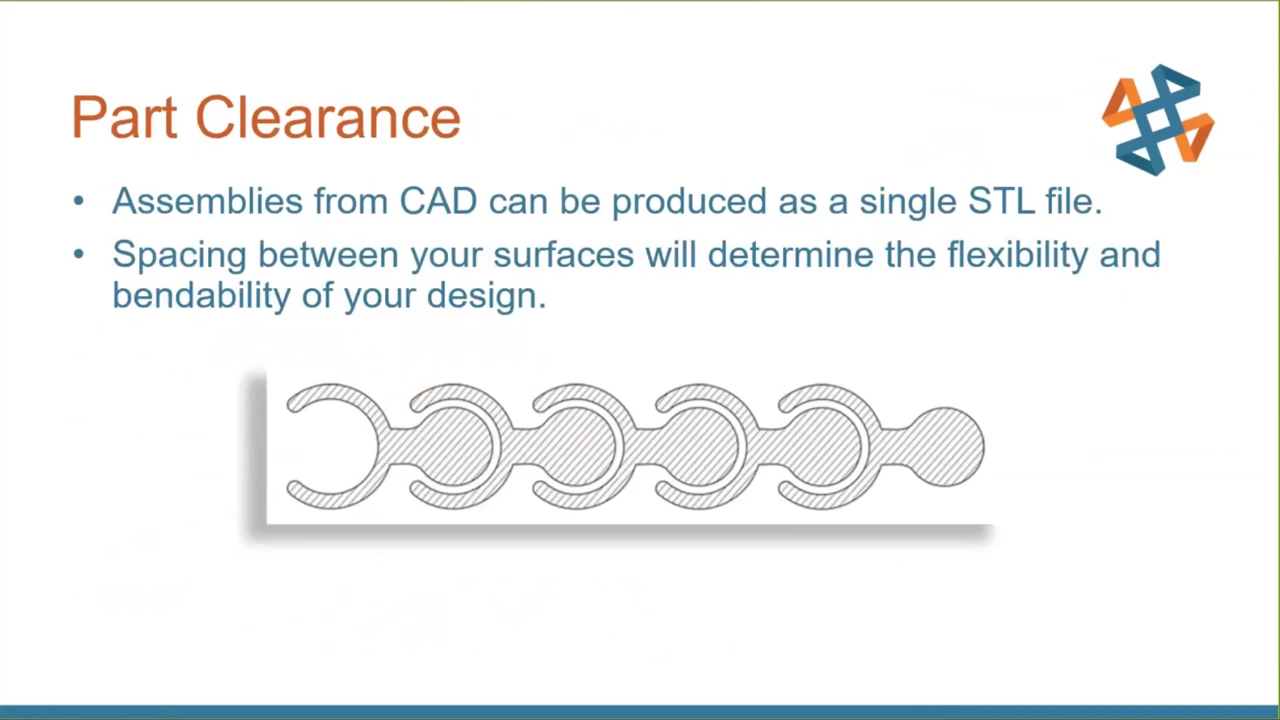 Part Clearance
• Assemblies from CAD can be produced as a single STL file.
• Spacing between your surfaces will determine the flexibility and
bendability of your design.